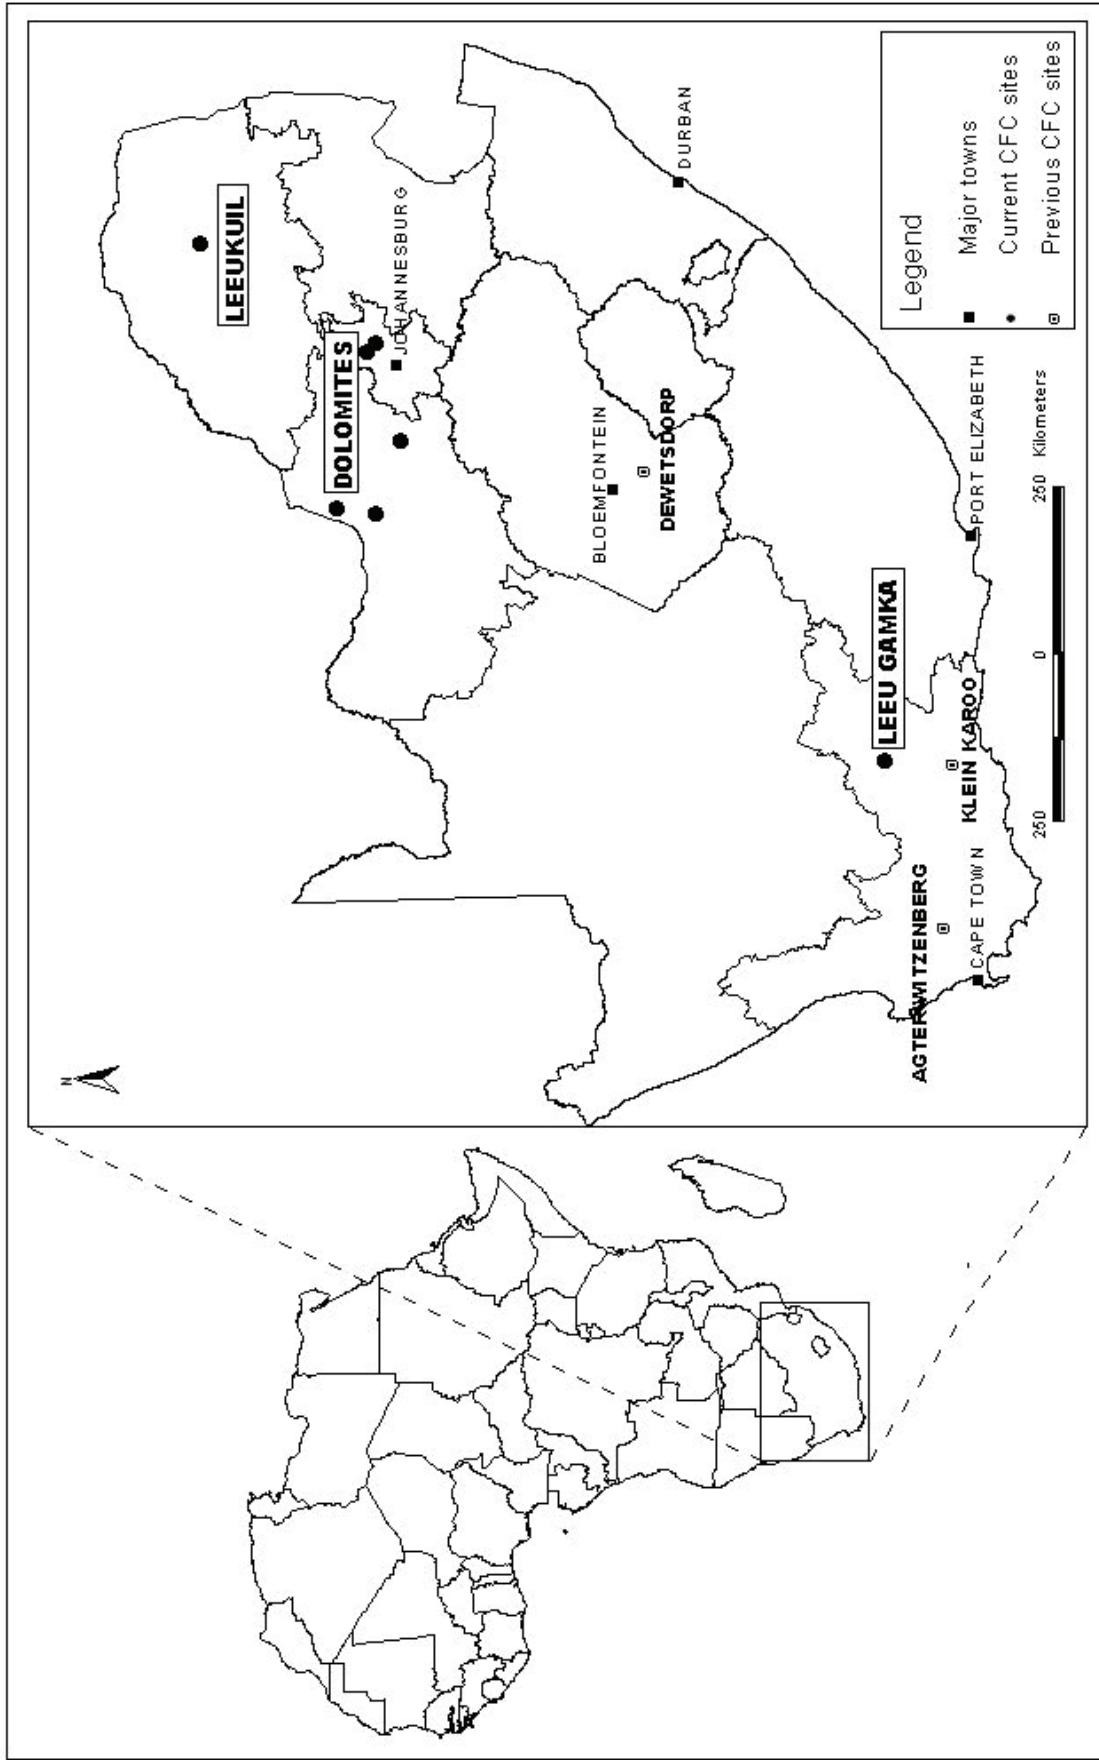 N
LEEUKUIL
DOLOMITES
JOHANNESBURG
BLOEMFONTEIN
DEWETSDORP
DURBAN
LEEU GAMKA
AGTERWITZENBERG
KLEIN KAROO
CAPE TOWN
PORT ELIZABETH
250 0 250 Kilometers
Legend
Major towns
Current CFC sites
Previous CFC sites